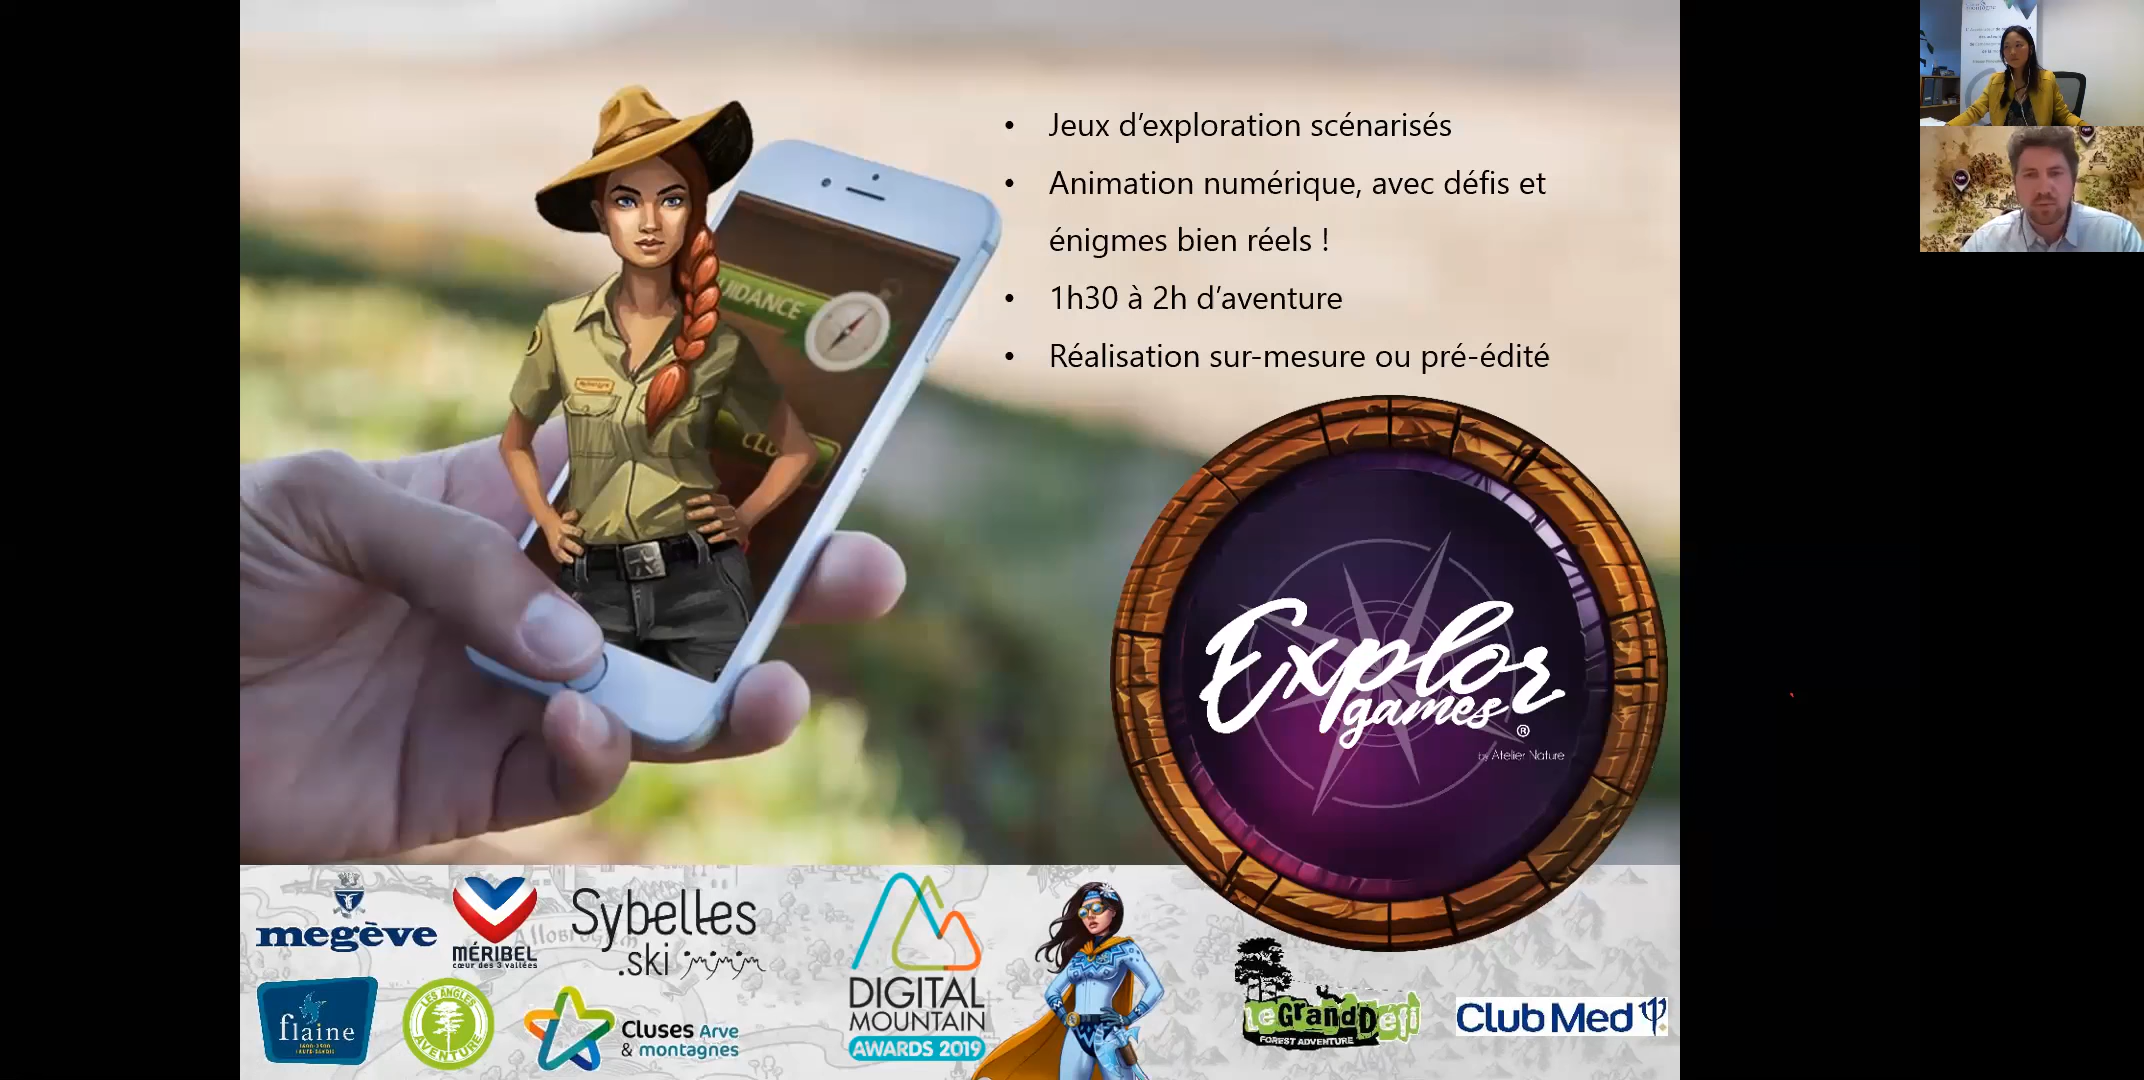 • Jeux d’exploration scénarisés
• Animation numérique, avec défis et
énigmes bien réels !
• 1h30 à 2h d’aventure
• Réalisation sur-mesure ou pré-édité
UIDANCE
CLU
Explor
games
®
by Atelier Nature
megève
MÉRIBEL
cœur des 3 vallées
Sybelles
.ski
flaine
LES ANGLES
AVENTURE
Cluses Arve
& montagnes
DIGITAL
MOUNTAIN
AWARDS 2019
le Grand Défi
FOREST ADVENTURE
Club Med